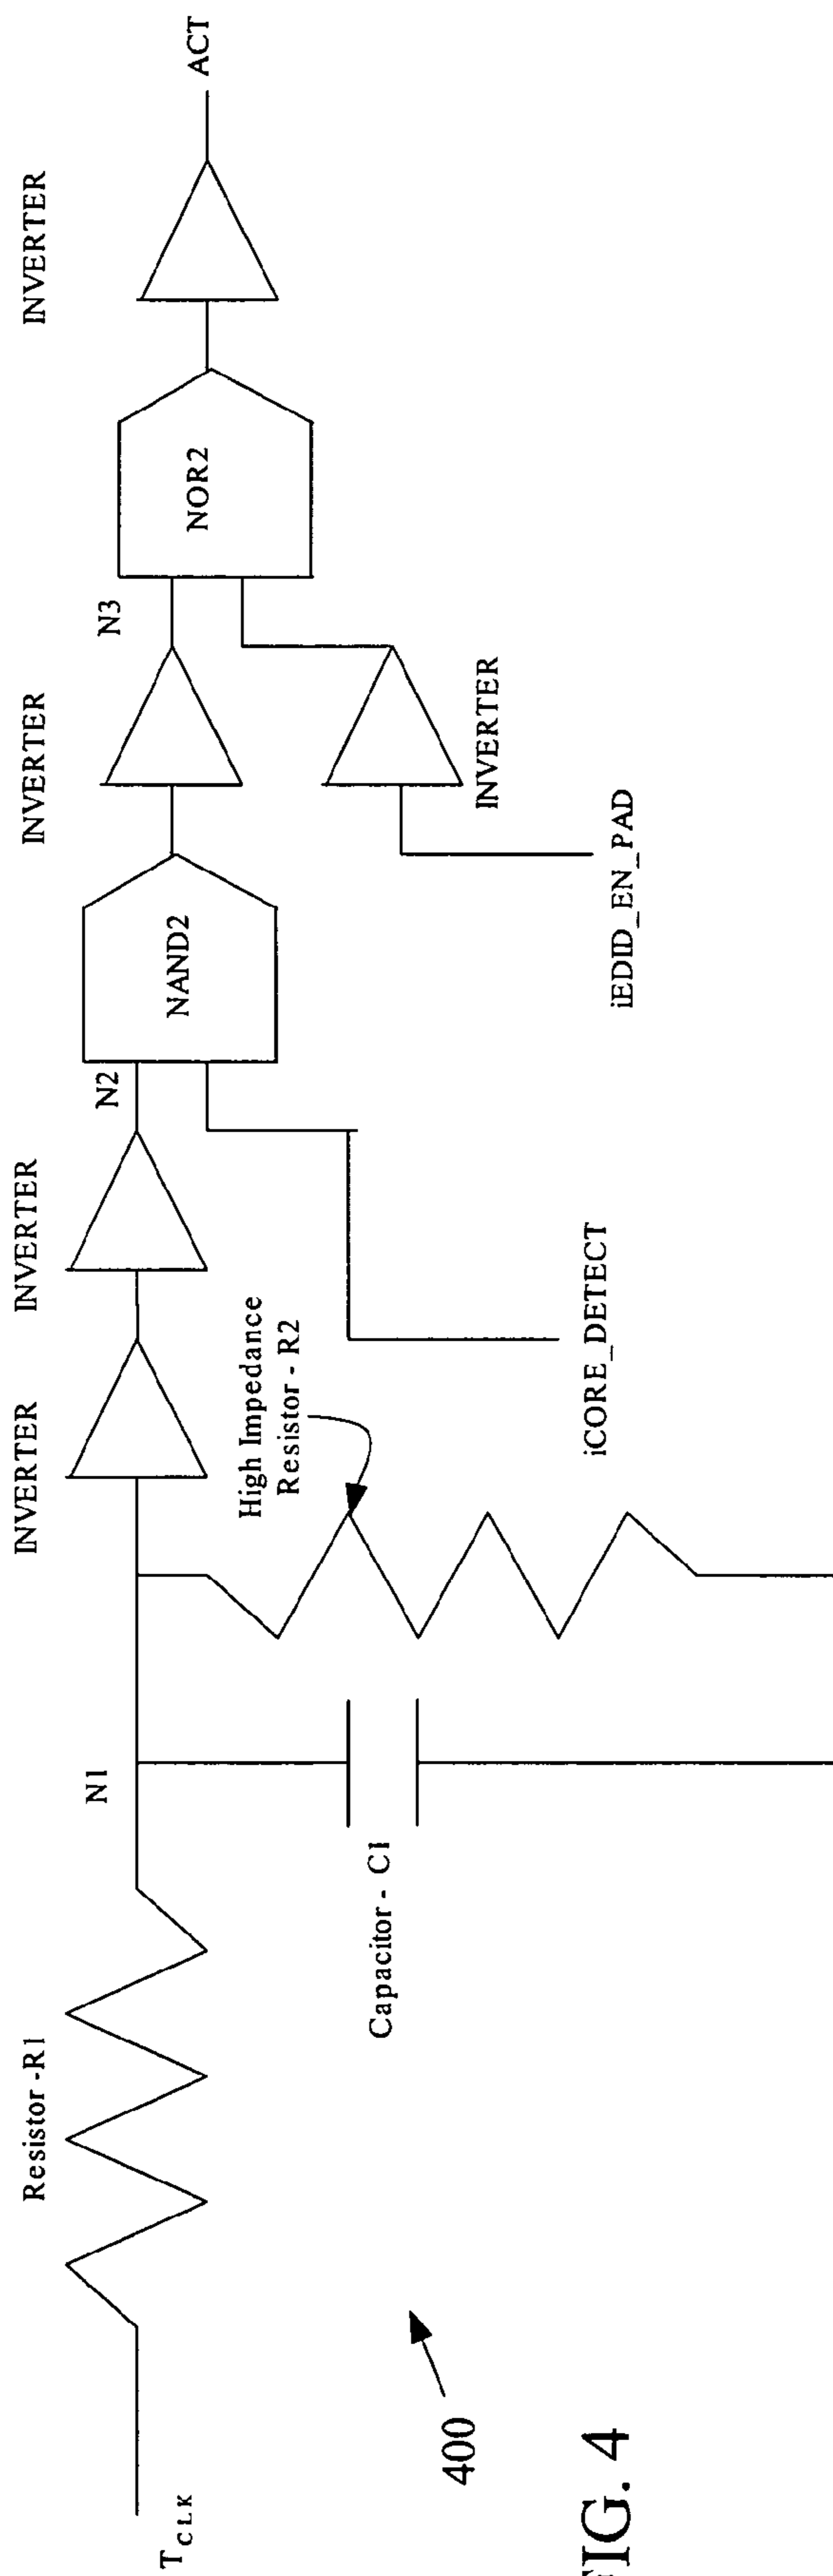 T CLK
Resistor -R1
N1
Capacitor - C1
High Impedance
Resistor - R2
INVERTER
INVERTER
N2
NAND2
iCORE_DETECT
INVERTER
N3
INVERTER
iEDID_EN_PAD
NOR2
INVERTER
ACT
400
FIG. 4